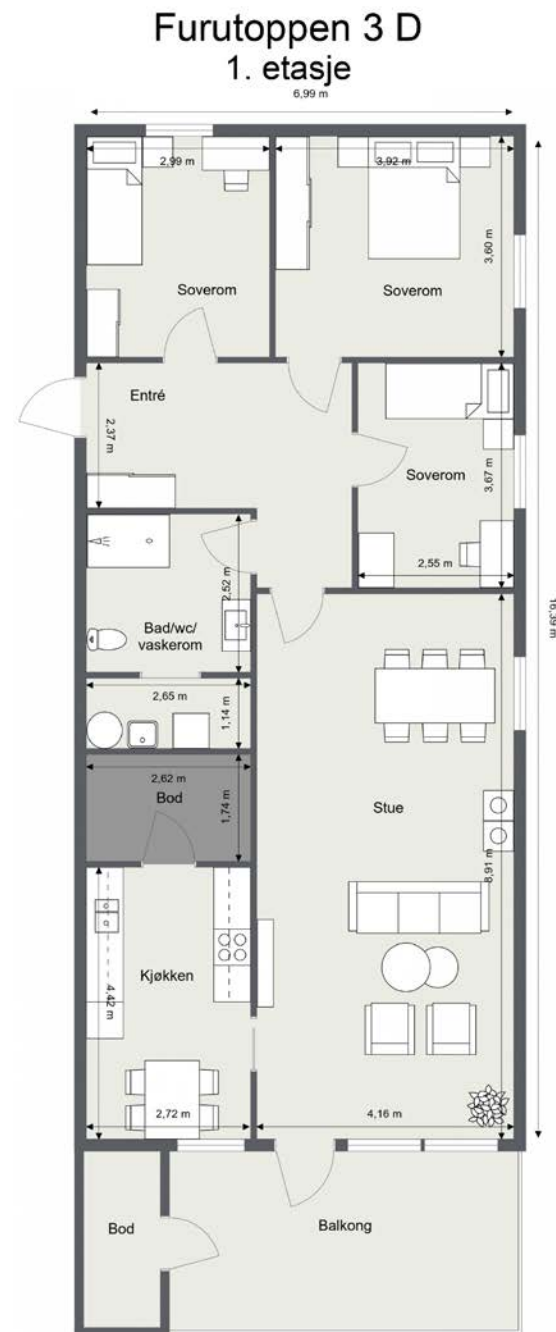 Furutoppen 3 D
1. etasje
6,99 m
2,99 m
3,92 m
3,60 m
Soverom
Soverom
Entré
2,37 m
Soverom
3,67 m
2,55 m
2,52 m
Bad/wc/
vaskerom
16,39 m
2,65 m
1,14 m
2,62 m
Bod
1,74 m
Stue
8,91 m
Kjøkken
4,42 m
2,72 m
4,16 m
Bod
Balkong